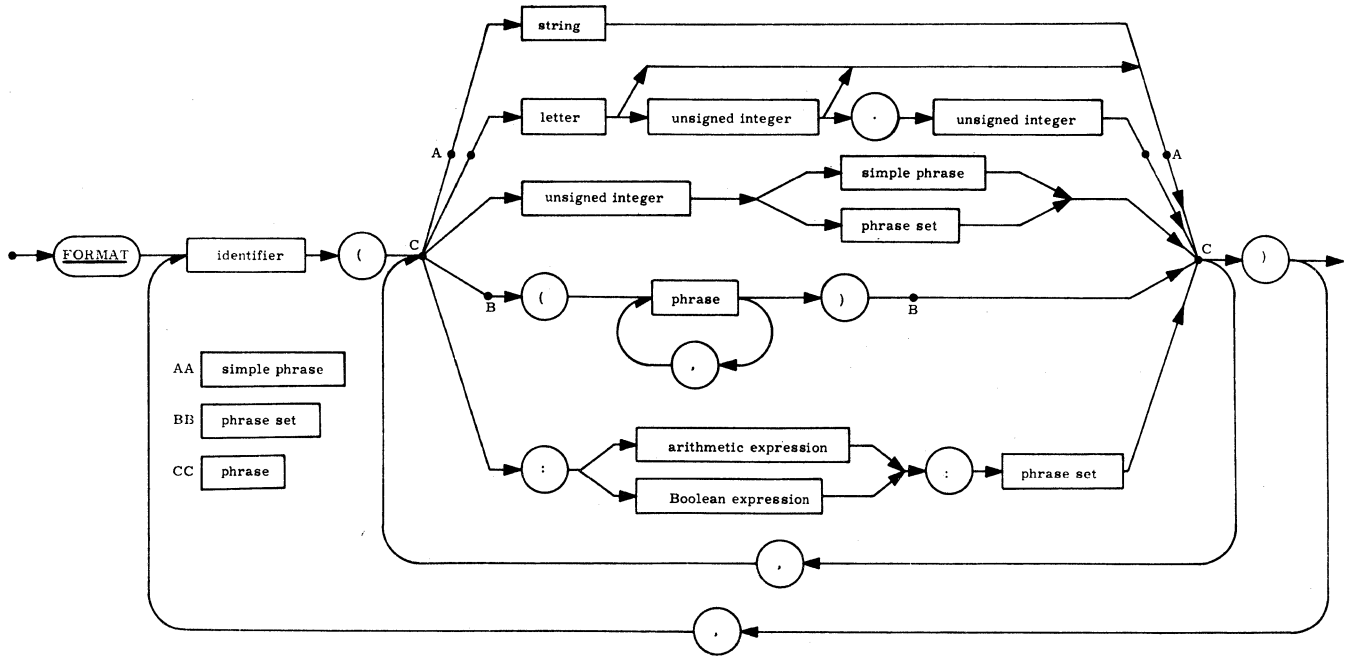 string
letter
unsigned integer
.
unsigned integer
A
A
simple phrase
unsigned integer
phrase set
C
C
FORMAT
identifier
(
)
B
(
phrase
)
B
,
AA simple phrase
BB phrase set
CC phrase
:
arithmetic expression
Boolean expression
:
phrase set
,
,